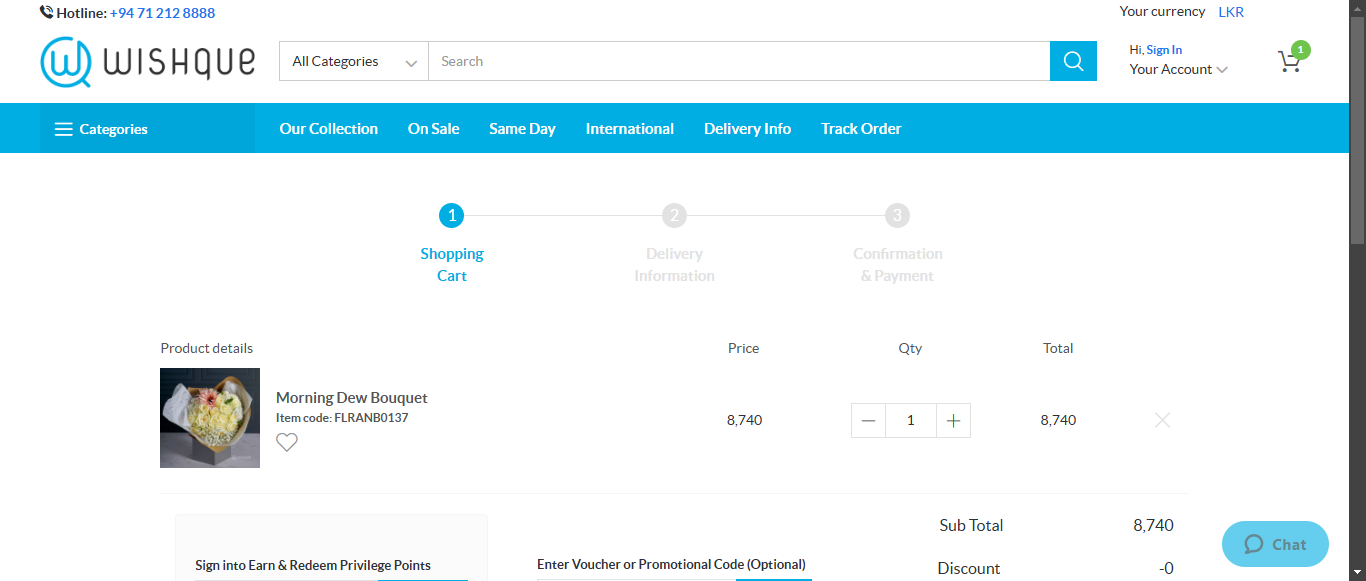 Hotline: +94 71 212 8888
Your currency LKR
WISHQUE
All Categories
Search
Hi, Sign In
Your Account
1
Categories
Our Collection
On Sale
Same Day
International
Delivery Info
Track Order
1
2
3
Shopping
Cart
Delivery
Information
Confirmation
& Payment
Product details
Price
Qty
Total
Morning Dew Bouquet
Item code: FLRANB0137
8,740
1
8,740
Sub Total
8,740
Sign into Earn & Redeem Privilege Points
Enter Voucher or Promotional Code (Optional)
Discount
-0
Chat